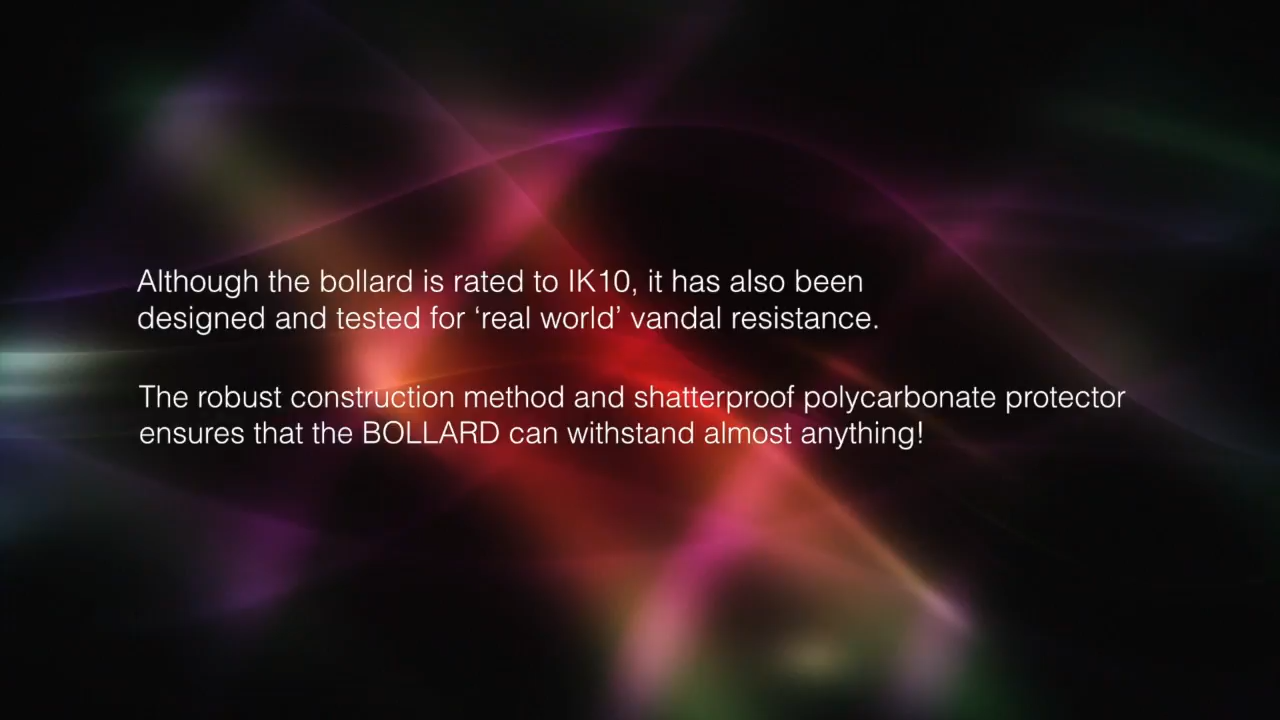 Although the bollard is rated to IK10, it has also been
designed and tested for ‘real world’ vandal resistance.
The robust construction method and shatterproof polycarbonate protector
ensures that the BOLLARD can withstand almost anything!